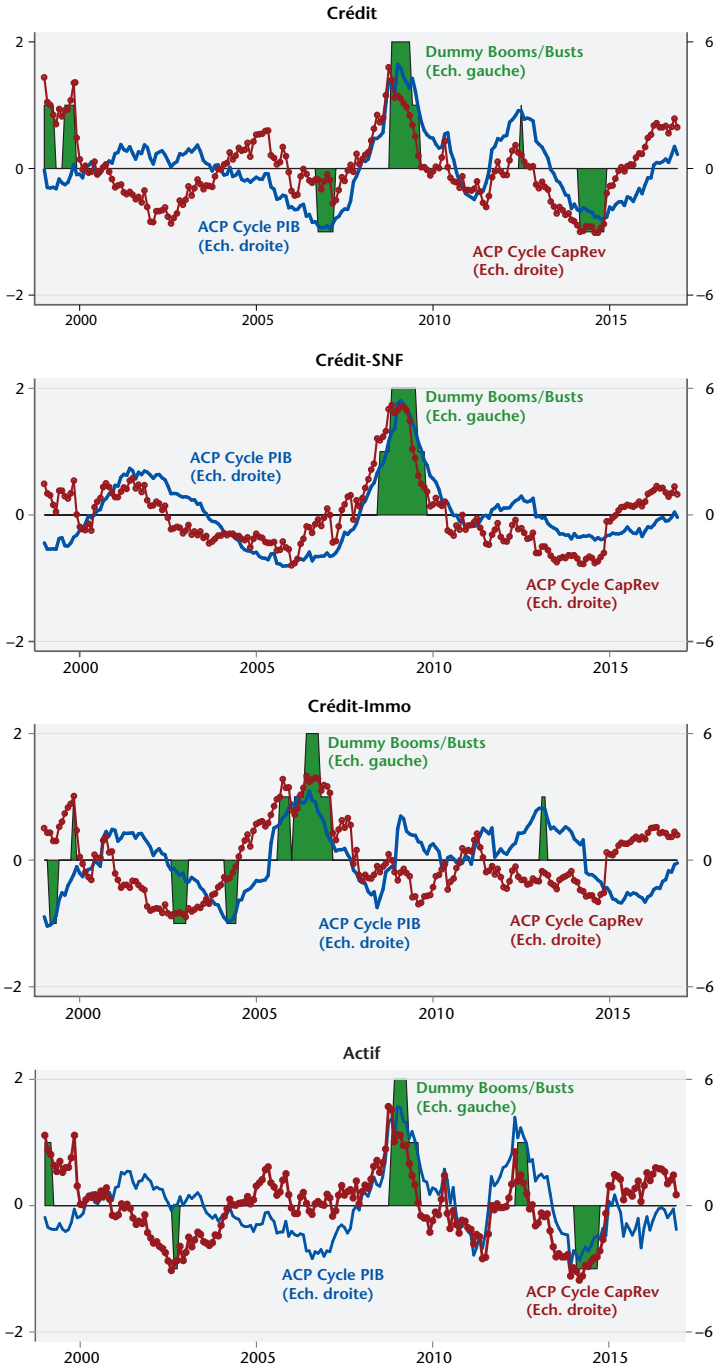 Crédit
2
6
Dummy Booms/Busts
(Ech. gauche)
0
0
ACP Cycle PIB
(Ech. droite)
ACP Cycle CapRev
(Ech. droite)
−2
−6
2000
2005
2010
2015
Crédit-SNF
2
6
Dummy Booms/Busts
(Ech. gauche)
ACP Cycle PIB
(Ech. droite)
0
0
ACP Cycle CapRev
(Ech. droite)
−2
−6
2000
2005
2010
2015
Crédit-Immo
2
6
Dummy Booms/Busts
(Ech. gauche)
0
0
ACP Cycle PIB
(Ech. droite)
ACP Cycle CapRev
(Ech. droite)
−2
−6
2000
2005
2010
2015
Actif
2
6
Dummy Booms/Busts
(Ech. gauche)
0
0
ACP Cycle PIB
(Ech. droite)
ACP Cycle CapRev
(Ech. droite)
−2
−6
2000
2005
2010
2015